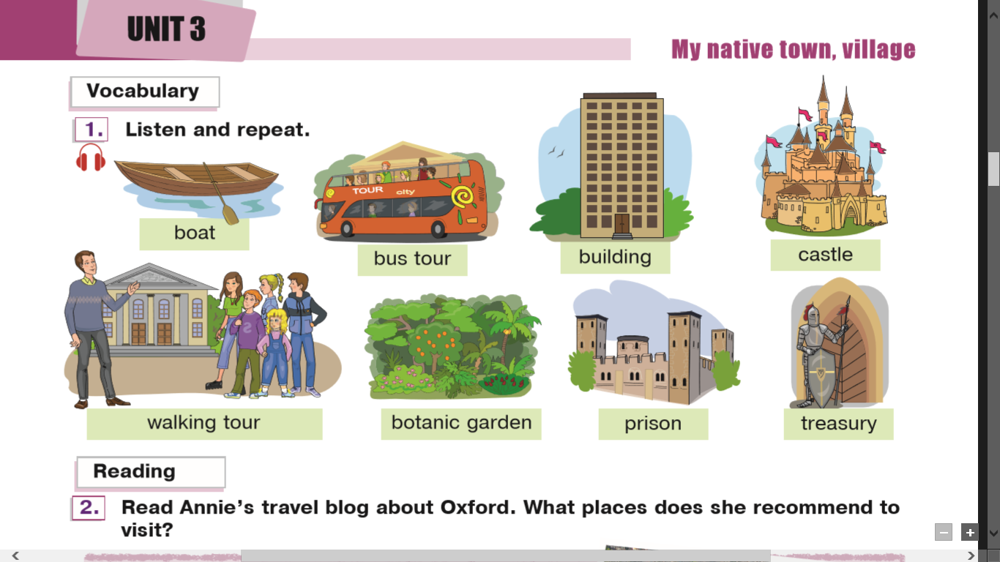 UNIT 3
My native town, village
Vocabulary
1. Listen and repeat.
TOUR city
boat
bus tour
building
castle
walking tour
botanic garden
prison
treasury
Reading
2. Read Annie's travel blog about Oxford. What places does she recommend to
visit?